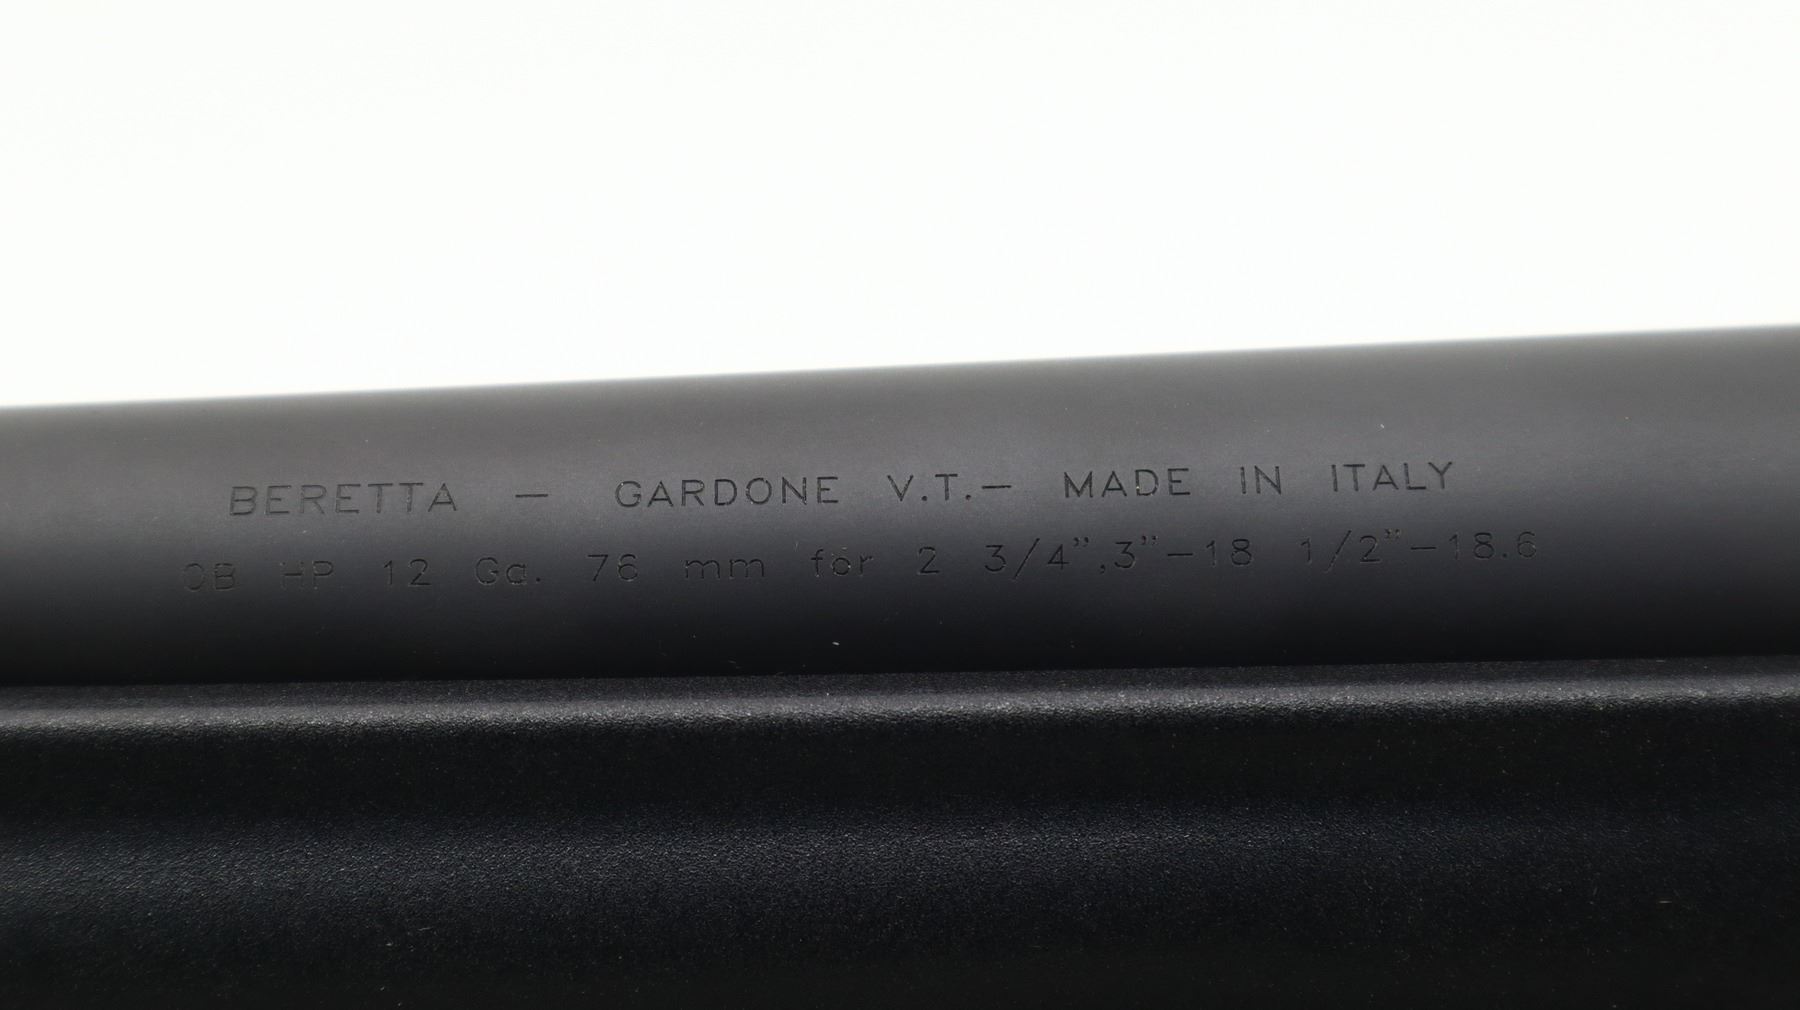 BERETTA — GARDONE V.T.— MADE IN ITALY
OB HP 12 Ga. 76 mm for 2 3/4”,3”—18 1/2”—18.6